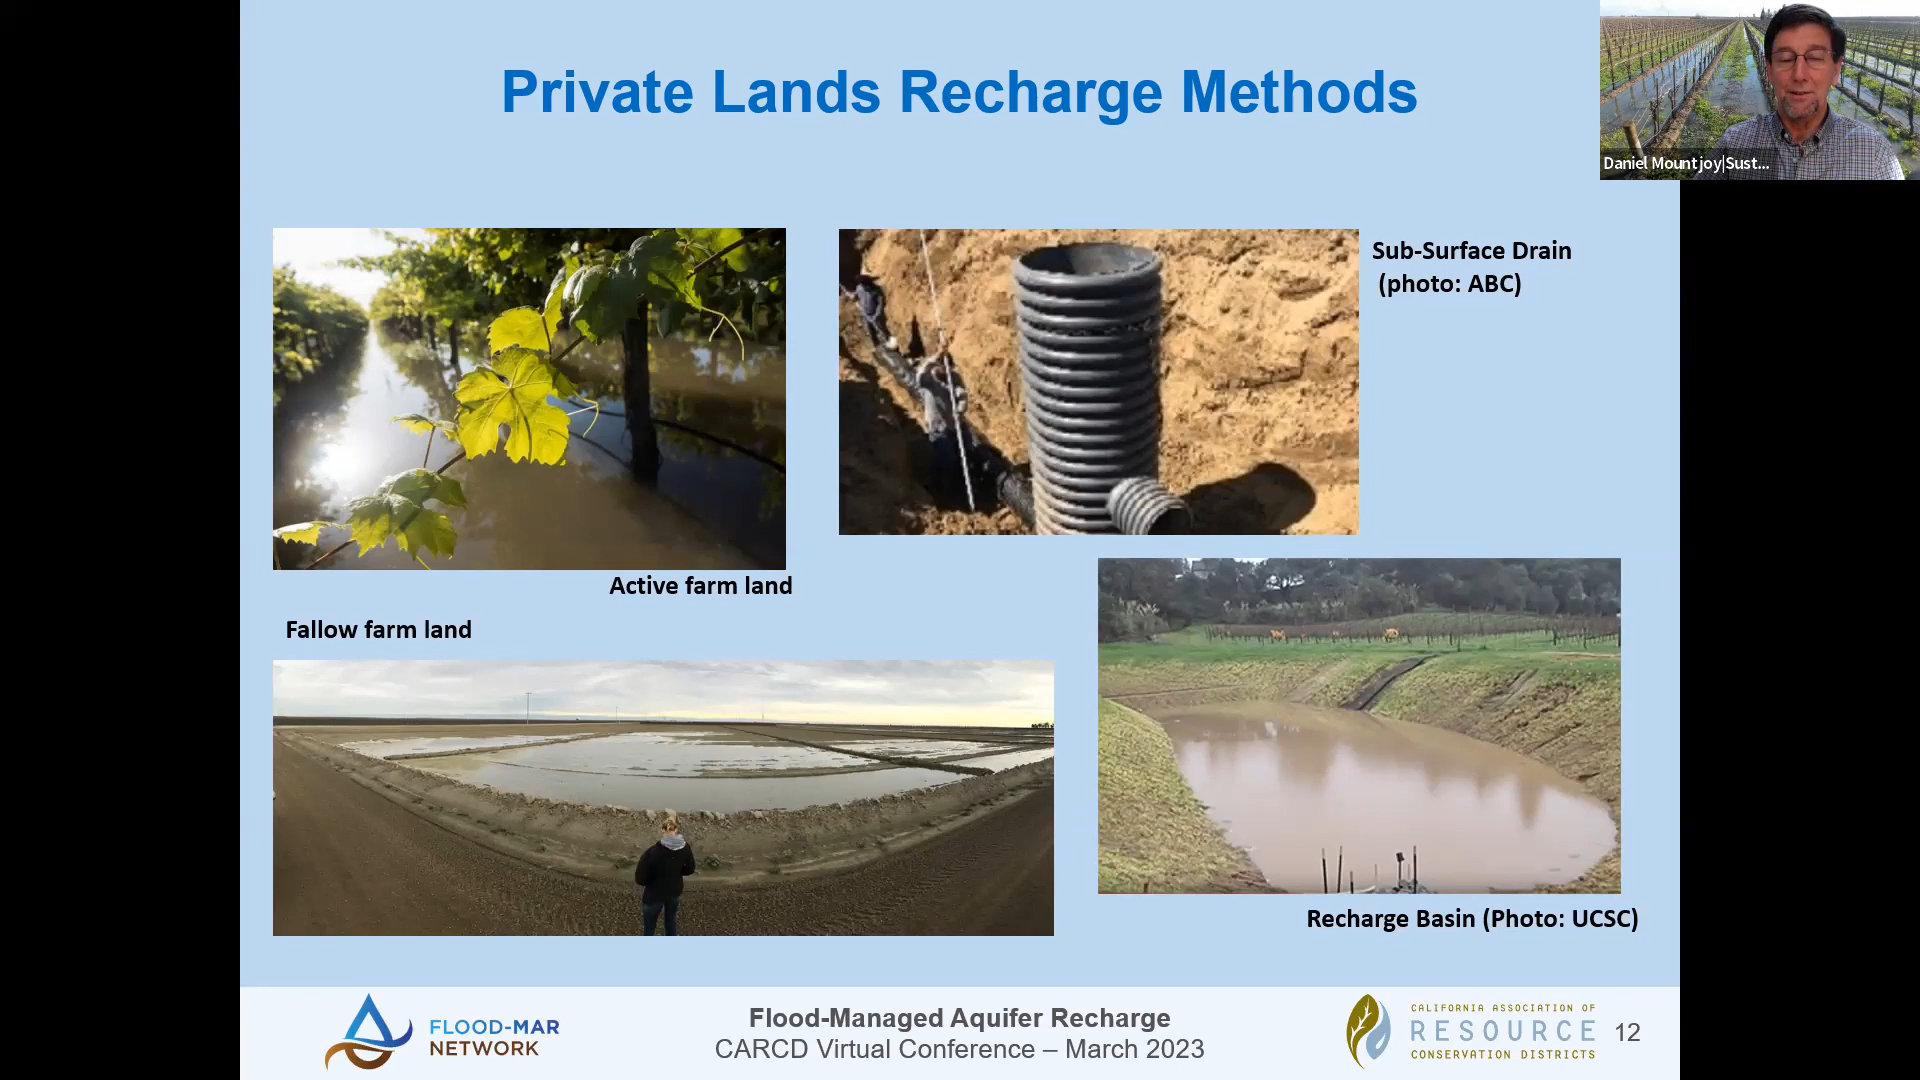 Private Lands Recharge Methods
Daniel Mountjoy|Sust...
Sub-Surface Drain
(photo: ABC)
Active farm land
Fallow farm land
Recharge Basin (Photo: UCSC)
FLOOD-MAR
NETWORK
Flood-Managed Aquifer Recharge
CARCD Virtual Conference – March 2023
CALIFORNIA ASSOCIATION OF
RESOURCE
CONSERVATION DISTRICTS
12